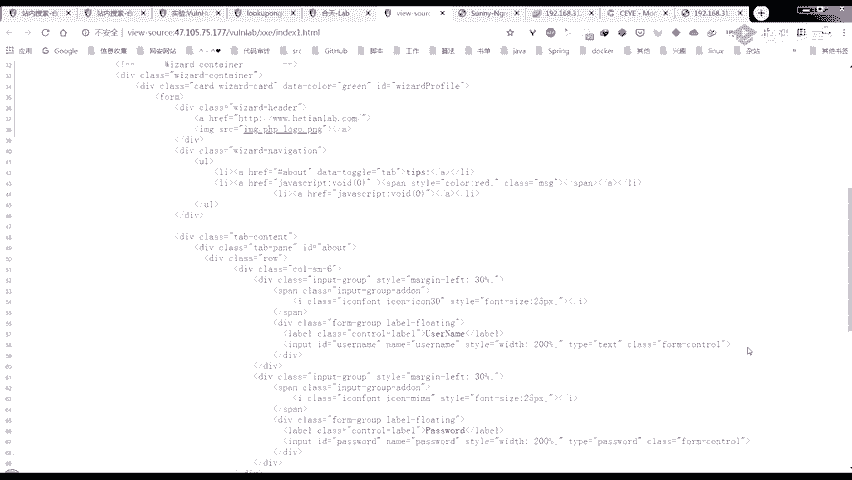 站内搜索-合
站内搜索-合
实验:Vulnh
lookupong
合天-Lab
view-sour
Sunny-Ng
192.168.3
CEYE - Mo
192.168.31
不安全 | view-source:47.105.75.177/vulnlab/xxe/index1.html
应用 Google 信息收集 同安网站 代码审计 src GitHub 脚本 工作 算法 书单 java Spring docker 其他 兴趣 linux 杂站 其他书签
32 <!-- Wizard container -->
33 <div class="wizard-container">
34 <div class="card wizard-card" data-color="green" id="wizardProfile">
35 <form>
36 <div class="wizard-header">
37 <a href="http://www.hetianlab.com/">
38 <img src="img/php_logo.png"></a>
39 </div>
40 <div class="wizard-navigation">
41 <ul>
42 <li><a href="#about" data-toggle="tab">tips:</a></li>
43 <li><a href="javascript:void(0)" ><span style="color:red;" class="msg"></span></a></li>
44 <li><a href="javascript:void(0)"></a></li>
45 </ul>
46 </div>
47
48 <div class="tab-content">
49 <div class="tab-pane" id="about">
50 <div class="row">
51 <div class="col-sm-6">
52 <div class="input-group" style="margin-left: 30%;">
53 <span class="input-group-addon">
54 <i class="iconfont icon-icon30" style="font-size:25px;"></i>
55 </span>
56 <div class="form-group label-floating">
57 <label class="control-label">UserName</label>
58 <input id="username" name="username" style="width: 200%;" type="text" class="form-control">
59 </div>
60 </div>
61 <div class="input-group" style="margin-left: 30%;">
62 <span class="input-group-addon">
63 <i class="iconfont icon-mima" style="font-size:25px;"></i>
64 </span>
65 <div class="form-group label-floating">
66 <label class="control-label">Password</label>
67 <input id="password" name="password" style="width: 200%;" type="password" class="form-control">
68 </div>
69 </div>